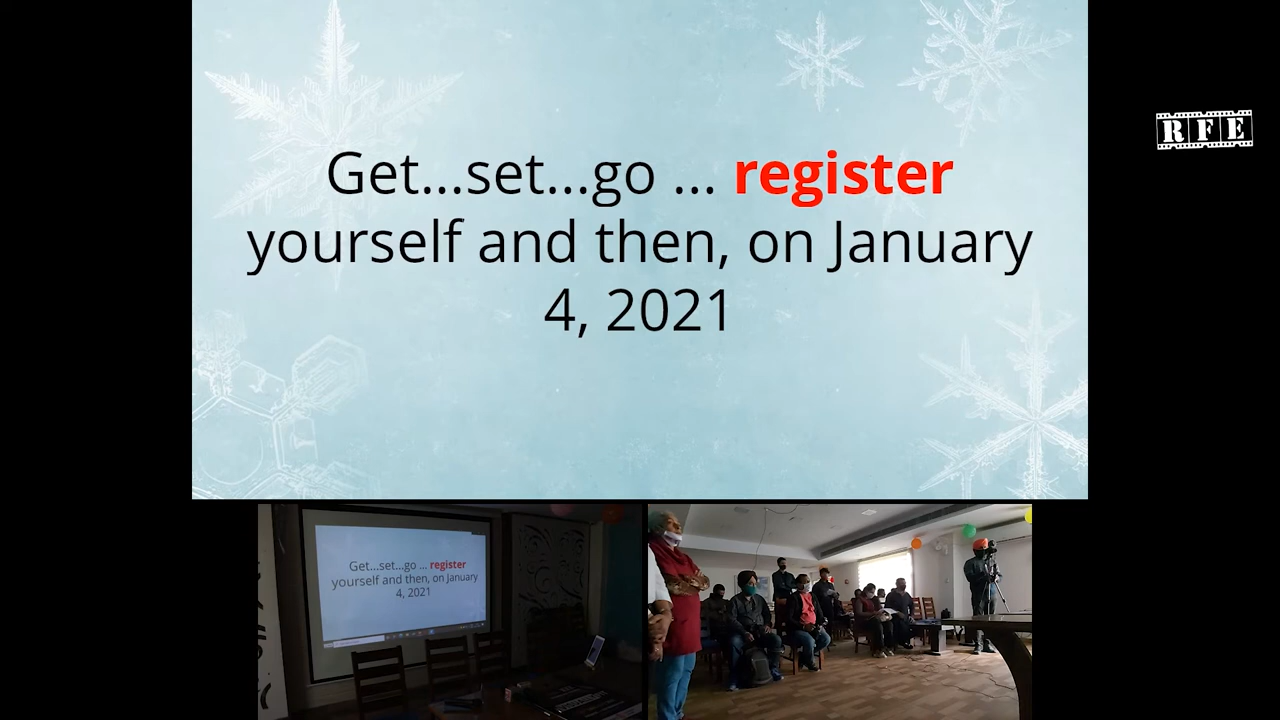 Get...set...go ... register
yourself and then, on January
4, 2021
RFE
Get...set...go ... register
yourself and then, on January
4, 2021